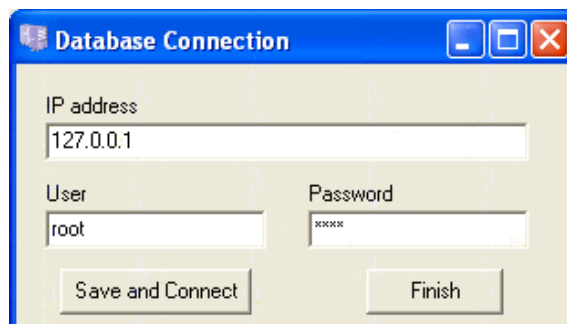 Database Connection
IP address
127.0.0.1
User Password
root ****
Save and Connect Finish